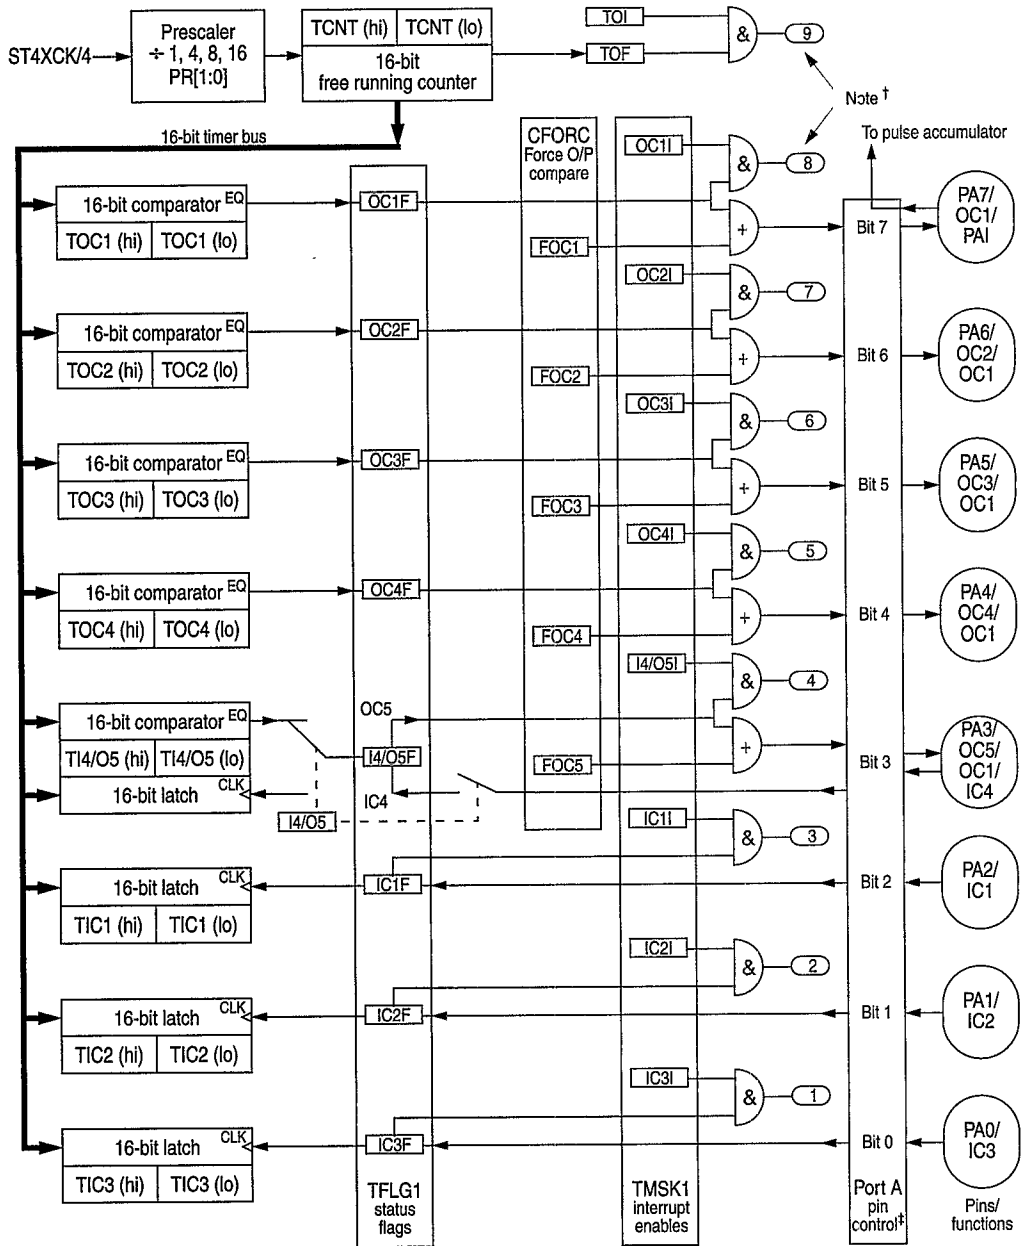 ST4XCK/4
Prescaler
÷ 1, 4, 8, 16
PR[1:0]
TCNT (hi) TCNT (lo)
16-bit
free running counter
TOI
TOF
&
9
Note †
16-bit timer bus
CFORC
Force O/P
compare
To pulse accumulator
OC1I
&
8
16-bit comparator EQ
TOC1 (hi) TOC1 (lo)
OC1F
FOC1
+
Bit 7
PA7/
OC1/
PAI
OC2I
&
7
16-bit comparator EQ
TOC2 (hi) TOC2 (lo)
OC2F
FOC2
+
Bit 6
PA6/
OC2/
OC1
OC3I
&
6
16-bit comparator EQ
TOC3 (hi) TOC3 (lo)
OC3F
FOC3
+
Bit 5
PA5/
OC3/
OC1
OC4I
&
5
16-bit comparator EQ
TOC4 (hi) TOC4 (lo)
OC4F
FOC4
+
Bit 4
PA4/
OC4/
OC1
I4/O5I
&
4
16-bit comparator EQ
TI4/O5 (hi) TI4/O5 (lo)
16-bit latch CLK
OC5
I4/O5F
IC4
I4/O5
FOC5
+
Bit 3
PA3/
OC5/
OC1/
IC4
IC1I
&
3
16-bit latch CLK
TIC1 (hi) TIC1 (lo)
IC1F
Bit 2
PA2/
IC1
IC2I
&
2
16-bit latch CLK
TIC2 (hi) TIC2 (lo)
IC2F
Bit 1
PA1/
IC2
IC3I
&
1
16-bit latch CLK
TIC3 (hi) TIC3 (lo)
IC3F
Bit 0
PA0/
IC3
TFLG1
status
flags
TMSK1
interrupt
enables
Port A
pin
control‡
Pins/
functions